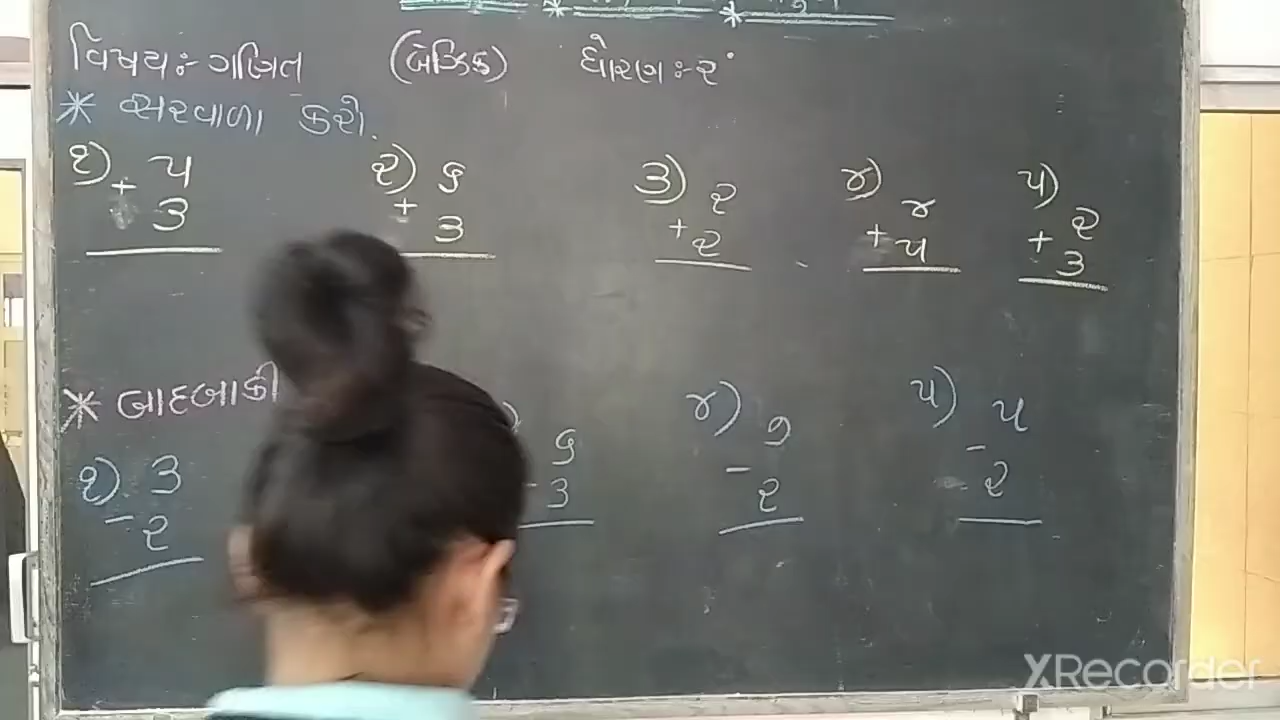 વિષય:- ગણિત (બેઝિક) ધોરણ:- ૨
* સરવાળા કરો.
૧) ૫ ૨) ૬ ૩) ૨ ૪) ૪ ૫) ૨
+ ૩ + ૩ + ૨ + ૫ + ૩
* બાદબાકી
૧) ૩ ૬ ૪) ૭ ૫) ૫
- ૨ - ૩ - ૨ - ૨
XRecorder